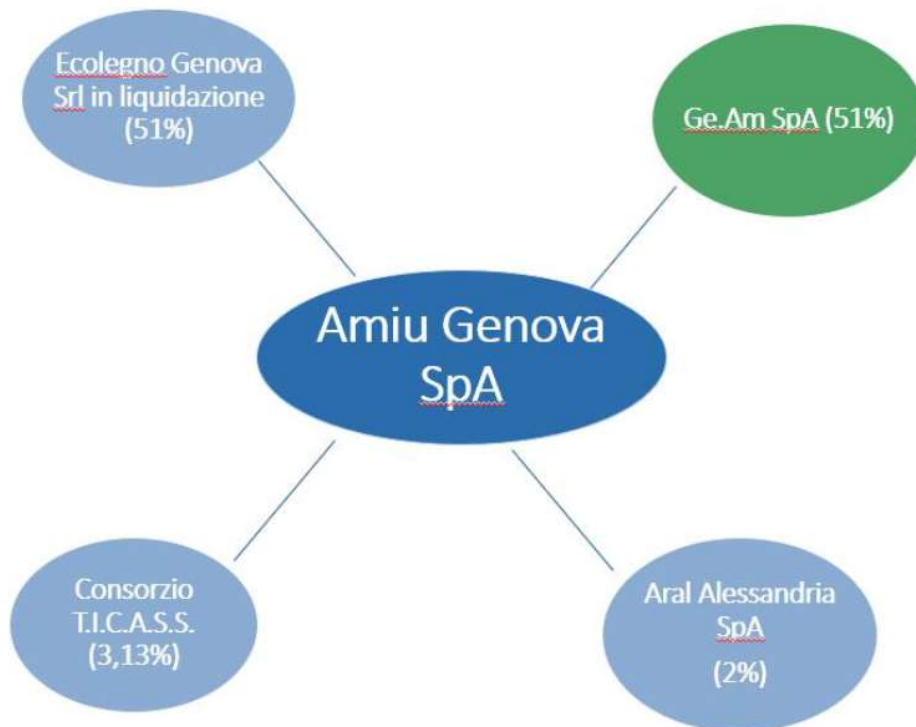 Ecolegno Genova
Srl in liquidazione
(51%)
Ge.Am SpA (51%)
Amiu Genova
SpA
Consorzio
T.I.C.A.S.S.
(3,13%)
Aral Alessandria
SpA
(2%)